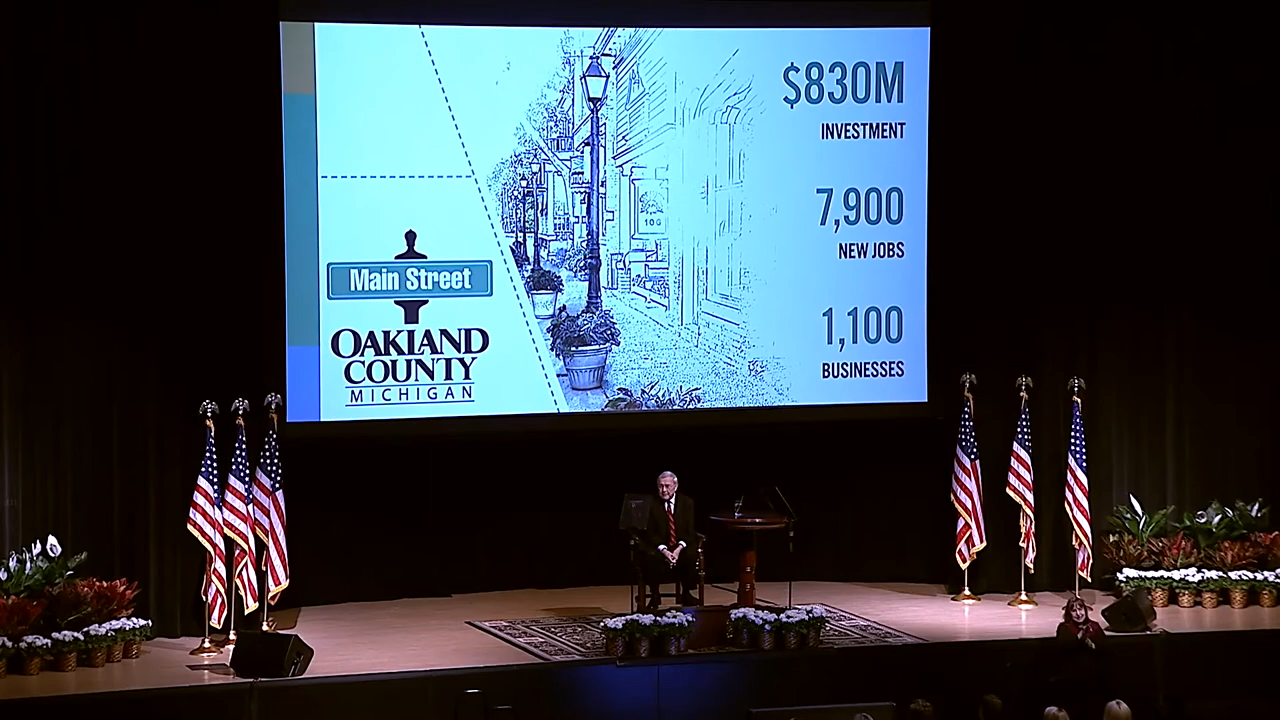 Main Street
OAKLAND
COUNTY
MICHIGAN
$830M
INVESTMENT
7,900
NEW JOBS
1,100
BUSINESSES